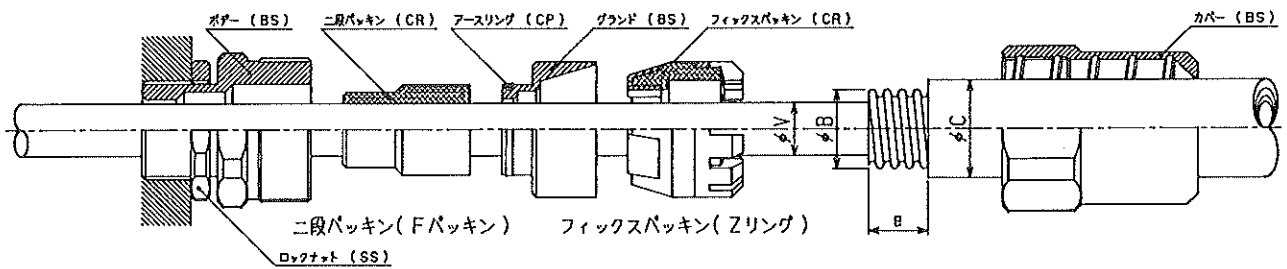 ボデー (BS)
二段パッキン (CR)
アースリング (CP)
グランド (BS)
フィックスパッキン (CR)
カバー (BS)
φV
φB
φC
8
二段パッキン( Fパッキン )
フィックスパッキン( Zリング )
ロックナット (SS)